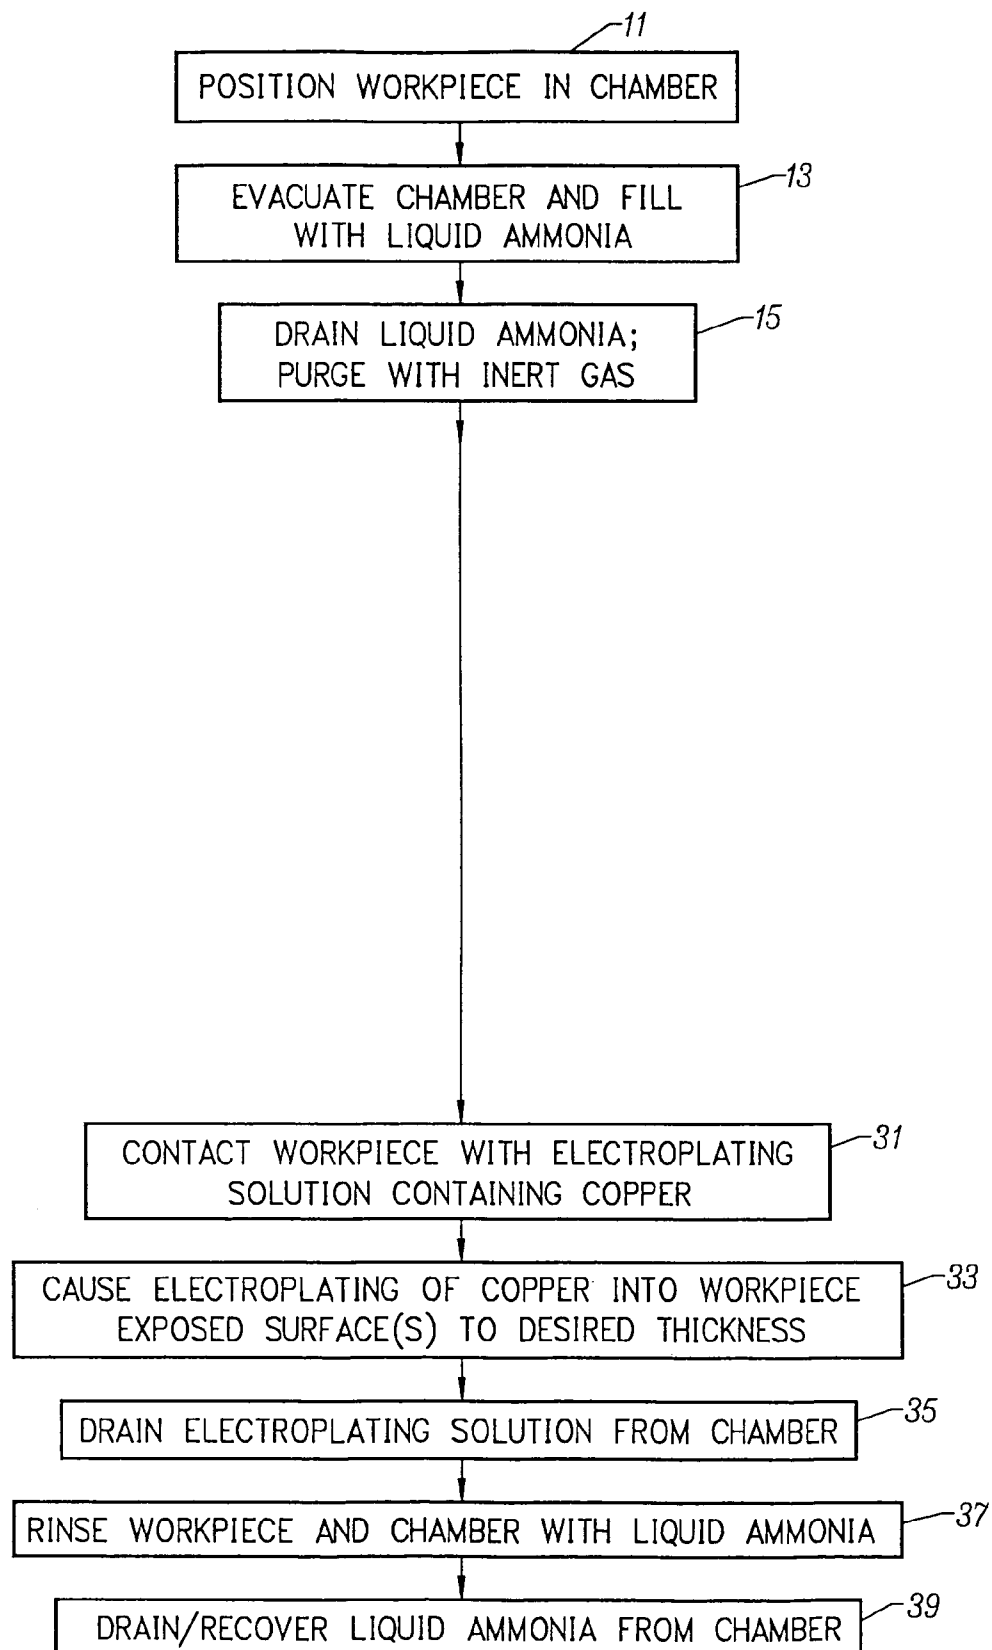 11
POSITION WORKPIECE IN CHAMBER
13
EVACUATE CHAMBER AND FILL
WITH LIQUID AMMONIA
15
DRAIN LIQUID AMMONIA;
PURGE WITH INERT GAS
31
CONTACT WORKPIECE WITH ELECTROPLATING
SOLUTION CONTAINING COPPER
33
CAUSE ELECTROPLATING OF COPPER INTO WORKPIECE
EXPOSED SURFACE(S) TO DESIRED THICKNESS
35
DRAIN ELECTROPLATING SOLUTION FROM CHAMBER
37
RINSE WORKPIECE AND CHAMBER WITH LIQUID AMMONIA
39
DRAIN/RECOVER LIQUID AMMONIA FROM CHAMBER